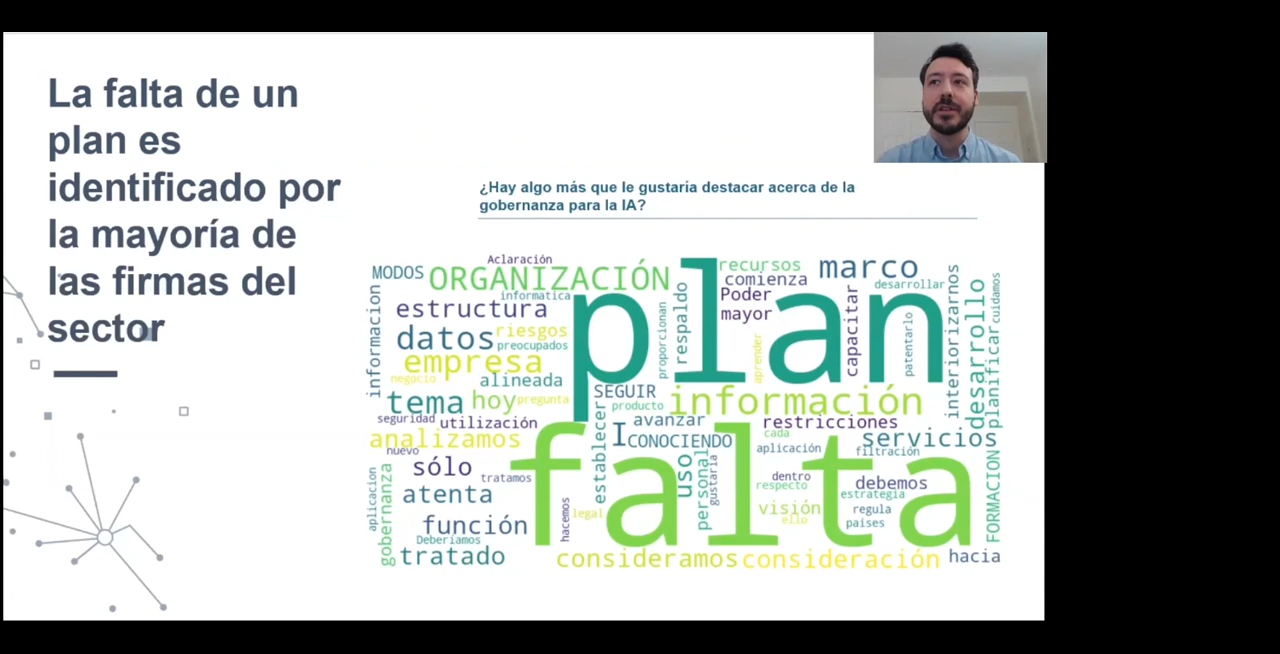 La falta de un
plan es
identificado por
la mayoría de
las firmas del
sector
¿Hay algo más que le gustaría destacar acerca de la
gobernanza para la IA?
Aclaración
MODOS
ORGANIZACIÓN
informatica
estructura
informacion
datos
riesgos
preocupados
empresa
negocio
alineada
tema
hoy
pregunta
seguridad
utilización
analizamos
nuevo
sólo
tratamos
atenta
aplicacion
gobernanza
función
Deberíamos
tratado
plan
recursos
comienza
marco
desarrollar
Poder
mayor
respaldo
proporcionan
aprender
capacitar
patentarlo
interiorizarnos
desarrollo
planificar
cuidamos
SEGUIR
producto
información
establecer
avanzar
I
CONOCIENDO
restricciones
cada
servicios
aplicación
filtración
falta
uso
personal
gustaría
dentro
respecto
debemos
estrategia
visión
ello
regula
paises
FORMACION
hacemos
legal
consideramos
consideración
hacia